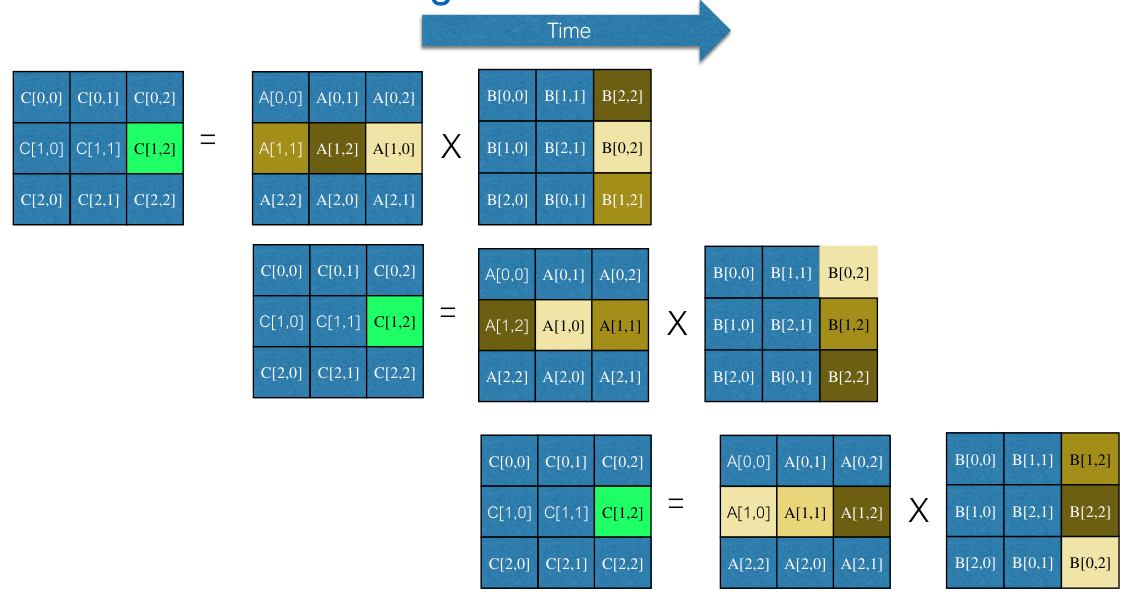 Time
C[0,0] C[0,1] C[0,2] A[0,0] A[0,1] A[0,2] B[0,0] B[1,1] B[2,2]
C[1,0] C[1,1] C[1,2] = A[1,1] A[1,2] A[1,0] X B[1,0] B[2,1] B[0,2]
C[2,0] C[2,1] C[2,2] A[2,2] A[2,0] A[2,1] B[2,0] B[0,1] B[1,2]
C[0,0] C[0,1] C[0,2] A[0,0] A[0,1] A[0,2] B[0,0] B[1,1] B[0,2]
C[1,0] C[1,1] C[1,2] = A[1,2] A[1,0] A[1,1] X B[1,0] B[2,1] B[1,2]
C[2,0] C[2,1] C[2,2] A[2,2] A[2,0] A[2,1] B[2,0] B[0,1] B[2,2]
C[0,0] C[0,1] C[0,2] A[0,0] A[0,1] A[0,2] B[0,0] B[1,1] B[1,2]
C[1,0] C[1,1] C[1,2] = A[1,0] A[1,1] A[1,2] X B[1,0] B[2,1] B[2,2]
C[2,0] C[2,1] C[2,2] A[2,2] A[2,0] A[2,1] B[2,0] B[0,1] B[0,2]